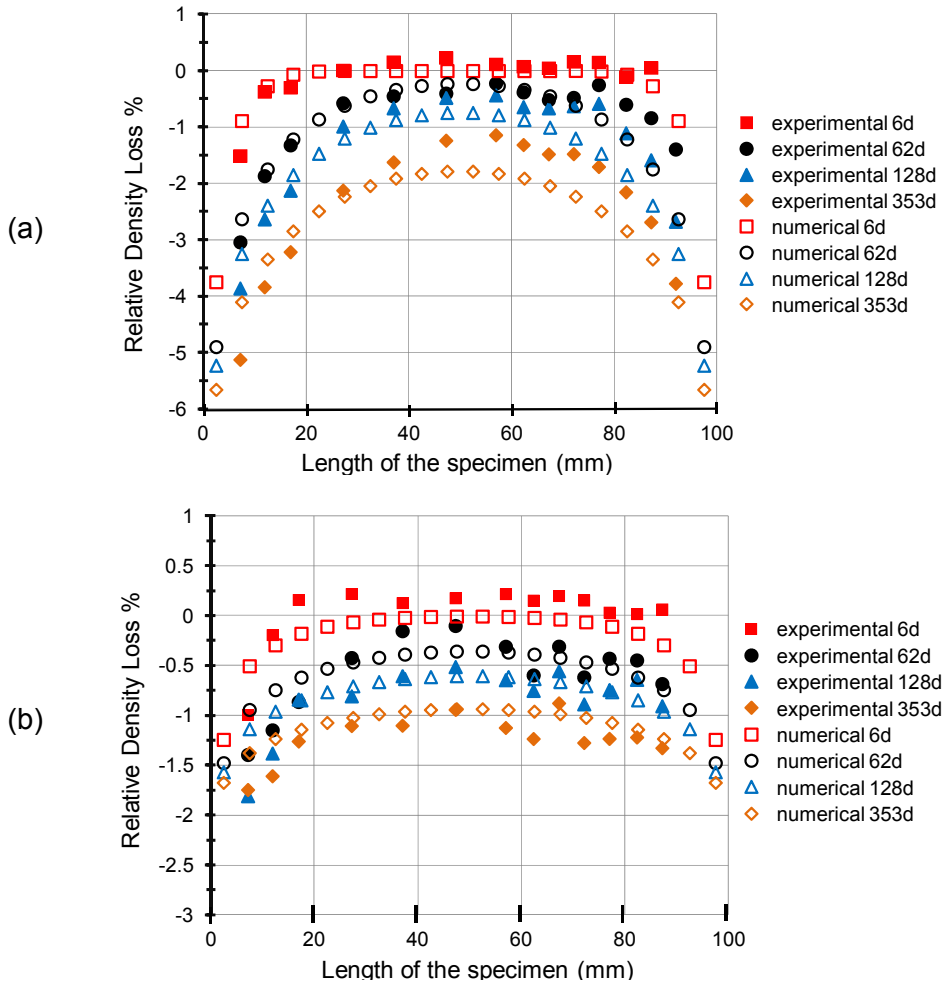 (a)
Relative Density Loss %
1
0
-1
-2
-3
-4
-5
-6
0 20 40 60 80 100
Length of the specimen (mm)
experimental 6d
experimental 62d
experimental 128d
experimental 353d
numerical 6d
numerical 62d
numerical 128d
numerical 353d
(b)
Relative Density Loss %
1
0.5
0
-0.5
-1
-1.5
-2
-2.5
-3
0 20 40 60 80 100
Length of the specimen (mm)
experimental 6d
experimental 62d
experimental 128d
experimental 353d
numerical 6d
numerical 62d
numerical 128d
numerical 353d